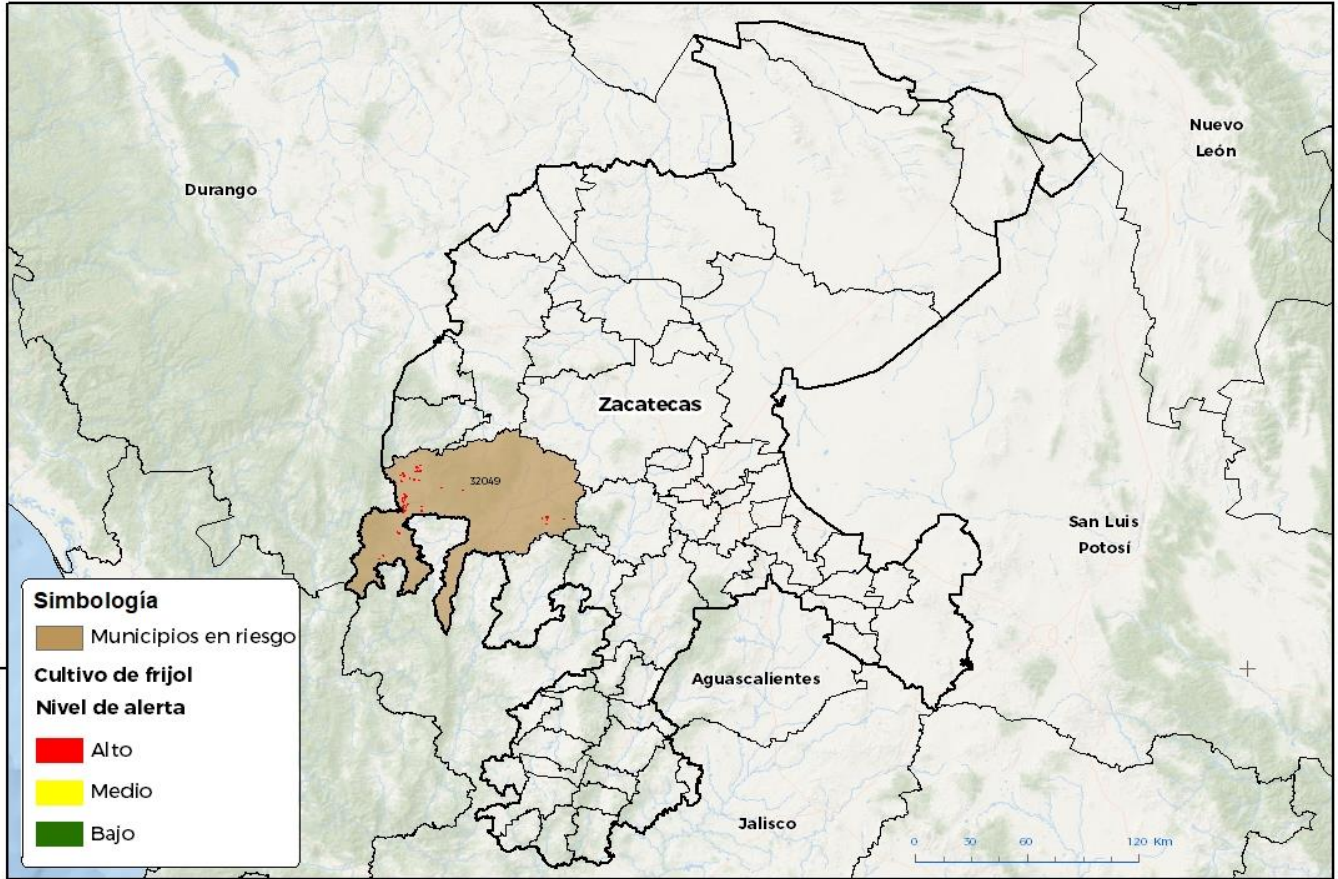 Nuevo
León
Durango
Zacatecas
32049
San Luis
Potosí
Aguascalientes
Jalisco
Simbología
Municipios en riesgo
Cultivo de frijol
Nivel de alerta
Alto
Medio
Bajo
0 30 60 120 Km